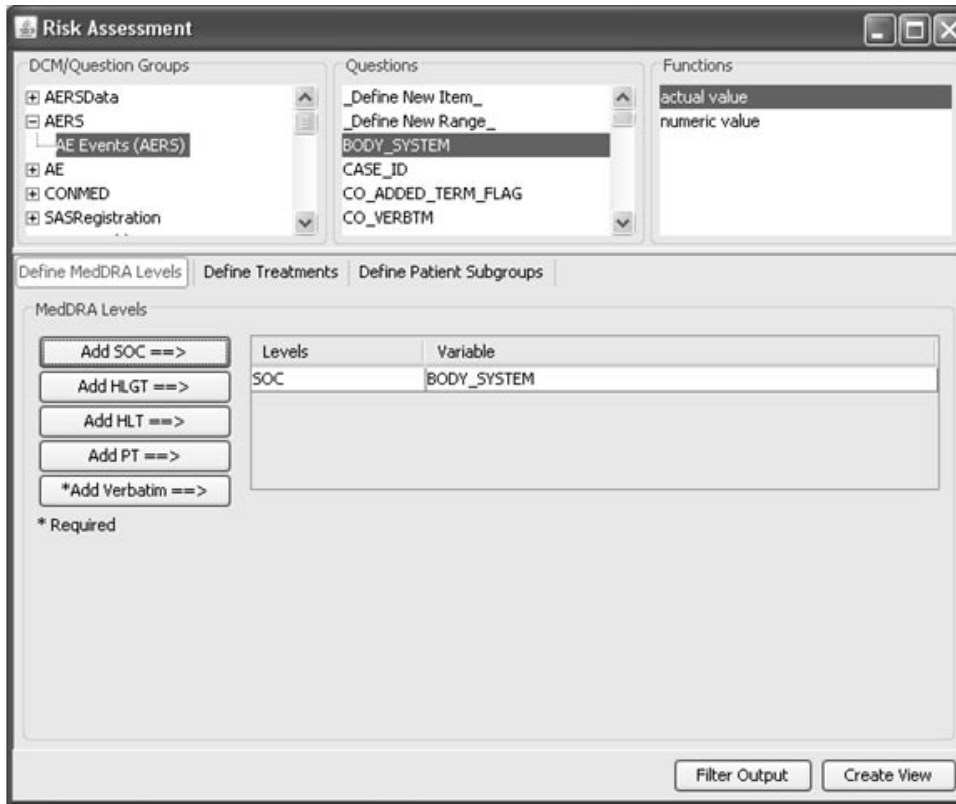 Risk Assessment
DCM/Question Groups
AERSData
AERS
AE Events (AERS)
AE
CONMED
SASRegistration
Questions
_Define New Item_
_Define New Range_
BODY_SYSTEM
CASE_ID
CO_ADDED_TERM_FLAG
CO_VERBTM
Functions
actual value
numeric value
Define MedDRA Levels
Define Treatments
Define Patient Subgroups
MedDRA Levels
Add SOC ==>
Add HLGT ==>
Add HLT ==>
Add PT ==>
*Add Verbatim ==>
* Required
Levels Variable
SOC BODY_SYSTEM
Filter Output
Create View